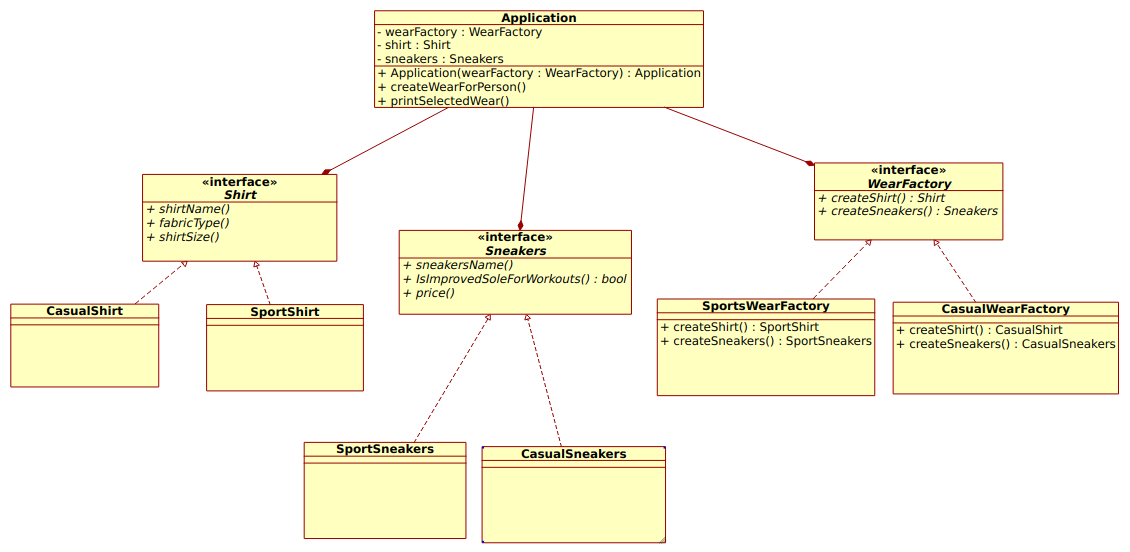 Application
- wearFactory : WearFactory
- shirt : Shirt
- sneakers : Sneakers
+ Application(wearFactory : WearFactory) : Application
+ createWearForPerson()
+ printSelectedWear()
«interface»
Shirt
+ shirtName()
+ fabricType()
+ shirtSize()
«interface»
Sneakers
+ sneakersName()
+ IsImprovedSoleForWorkouts() : bool
+ price()
«interface»
WearFactory
+ createShirt() : Shirt
+ createSneakers() : Sneakers
CasualShirt
SportShirt
SportsWearFactory
+ createShirt() : SportShirt
+ createSneakers() : SportSneakers
CasualWearFactory
+ createShirt() : CasualShirt
+ createSneakers() : CasualSneakers
SportSneakers
CasualSneakers